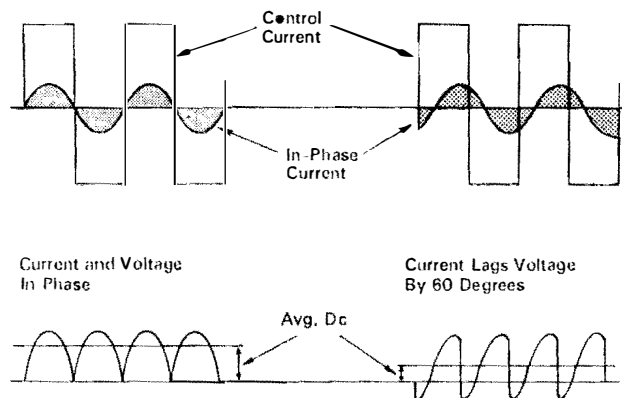 Control
Current
In-Phase
Current
Current and Voltage
In Phase
Current Lags Voltage
By 60 Degrees
Avg. Dc